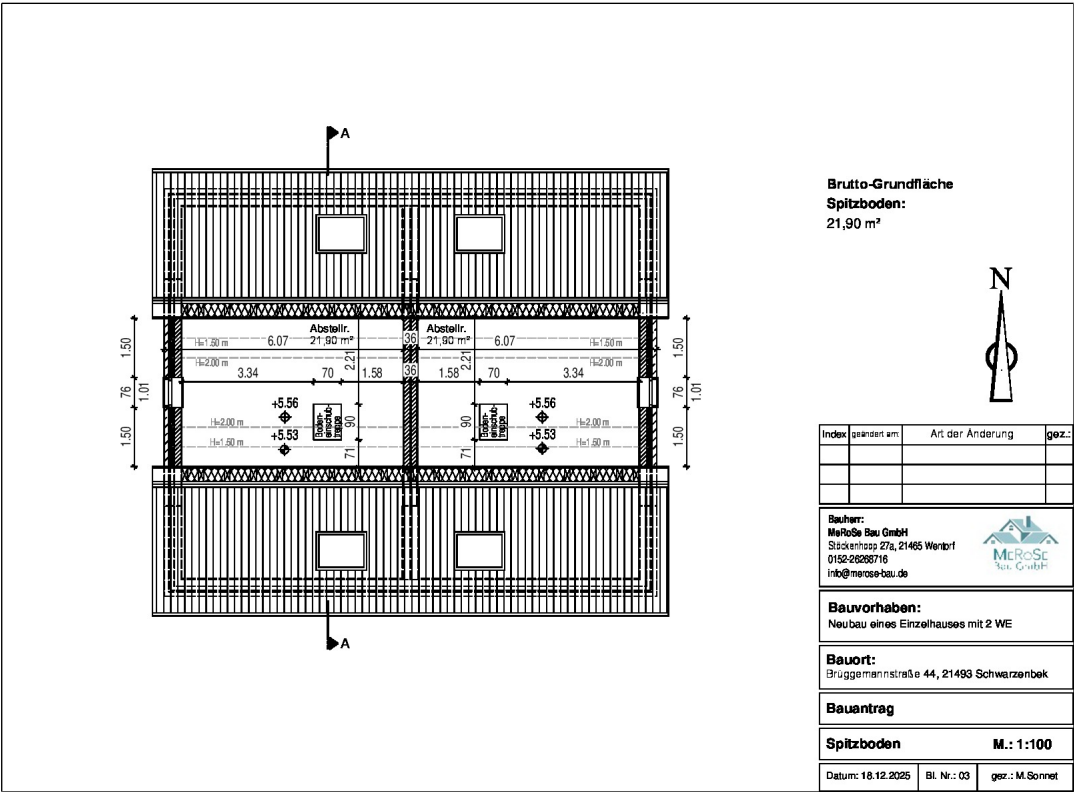 A
Brutto-Grundfläche
Spitzboden:
21,90 m²
N
Abstellr.
21,90 m²
Abstellr.
21,90 m²
H=1.50 m
6.07
36
6.07
H=1.50 m
H=2.00 m
2.21
2.21
H=2.00 m
3.34
70
1.58
36
1.58
70
3.34
1.50
76
1.01
1.50
1.50
76
1.01
1.50
+5.56
+5.56
H=2.00 m
Boden-
einschub-
treppe
90
90
Boden-
einschub-
treppe
H=2.00 m
+5.53
+5.53
H=1.50 m
71
71
H=1.50 m
A
Index geändert am: Art der Änderung gez.:
Bauherr:
MeRoSe Bau GmbH
Stöckenhoop 27a, 21465 Wentorf
0152-26268716
info@merose-bau.de
MeRoSe
Bau GmbH
Bauvorhaben:
Neubau eines Einzelhauses mit 2 WE
Bauort:
Brüggemannstraße 44, 21493 Schwarzenbek
Bauantrag
Spitzboden M.: 1:100
Datum: 18.12.2025 Bl. Nr.: 03 gez.: M.Sonnet